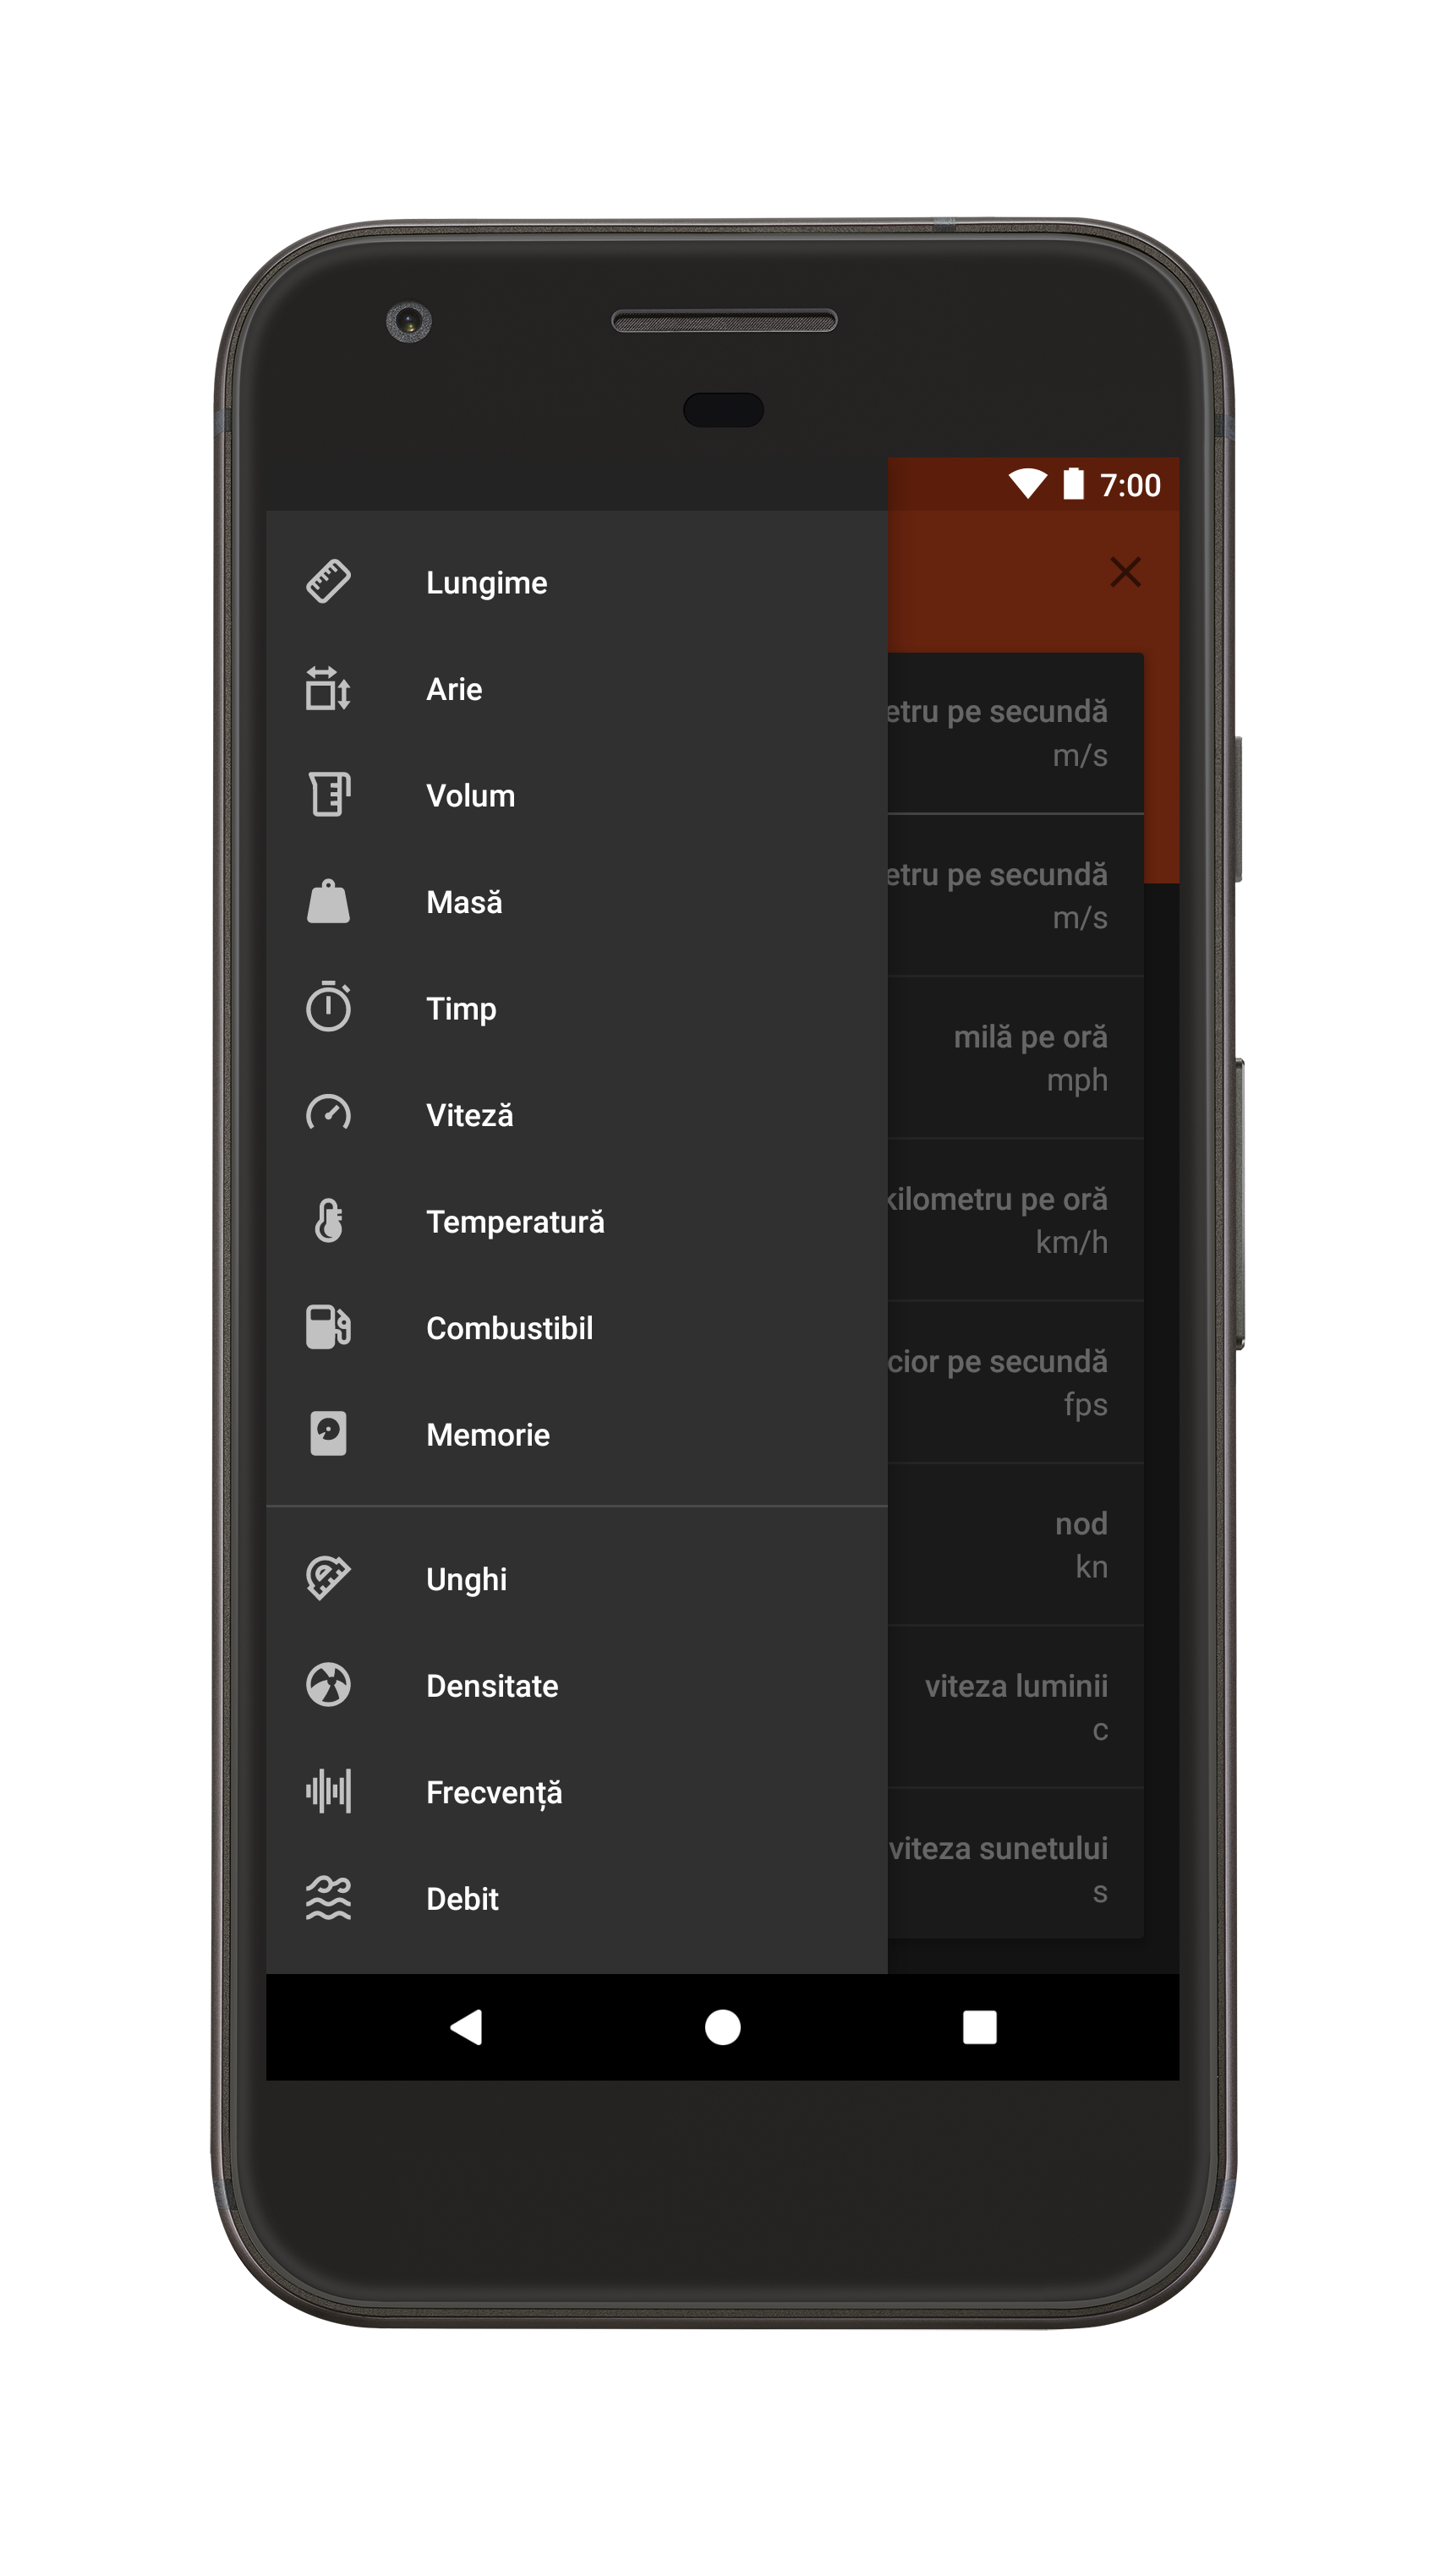 7:00
Lungime
Arie
Volum
Masă
Timp
Viteză
Temperatură
Combustibil
Memorie
Unghi
Densitate
Frecvență
Debit
etru pe secundă
m/s
etru pe secundă
m/s
milă pe oră
mph
kilometru pe oră
km/h
cior pe secundă
fps
nod
kn
viteza luminii
c
viteza sunetului
s